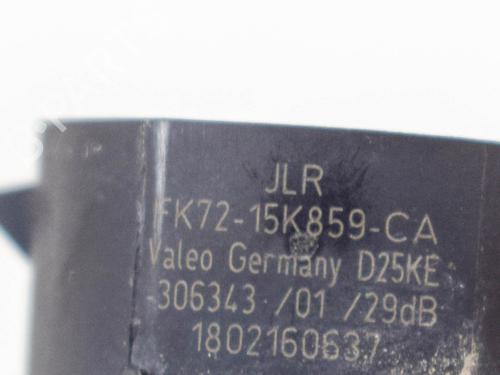 JLR
FK72-15K859-CA
Valeo Germany D25KE
306343 /01 /29dB
1802160637